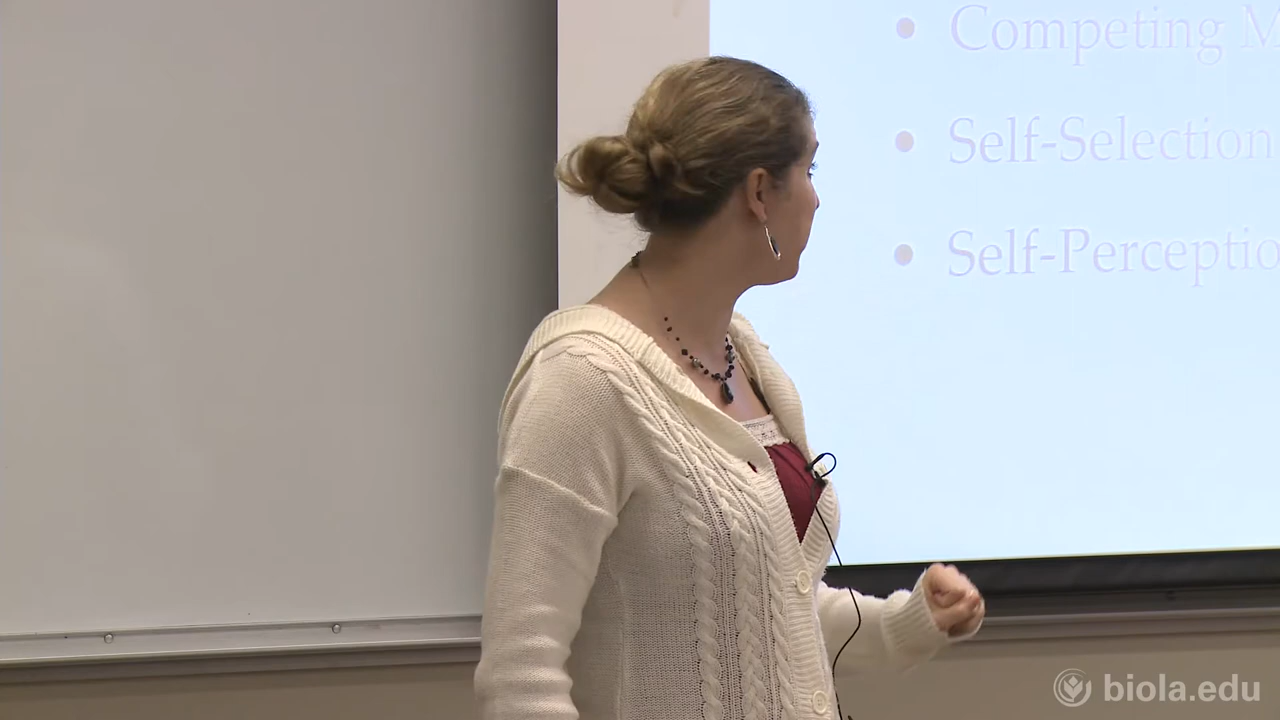 • Competing
• Self-Selection
• Self-Perceptio
biola.edu